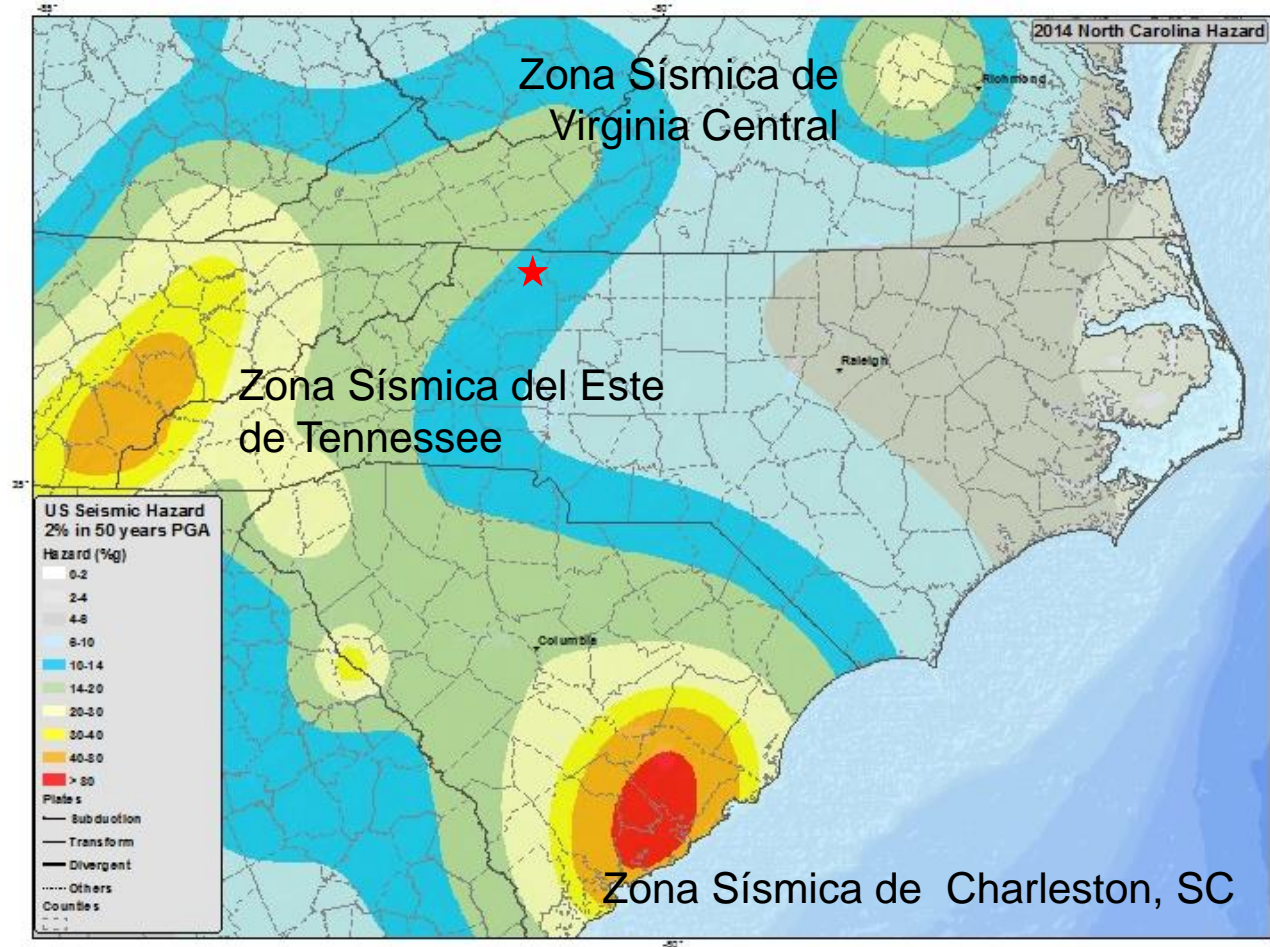 -85°
-80°
2014 North Carolina Hazard
Zona Sísmica de
Virginia Central
Richmond
Raleigh
Zona Sísmica del Este
de Tennessee
US Seismic Hazard
2% in 50 years PGA
Hazard (%g)
0-2
2-4
4-6
6-10
10-14
14-20
20-30
30-40
40-80
> 80
Plates
Subduction
Transform
Divergent
Others
Counties
Columbia
Zona Sísmica de Charleston, SC
-80°